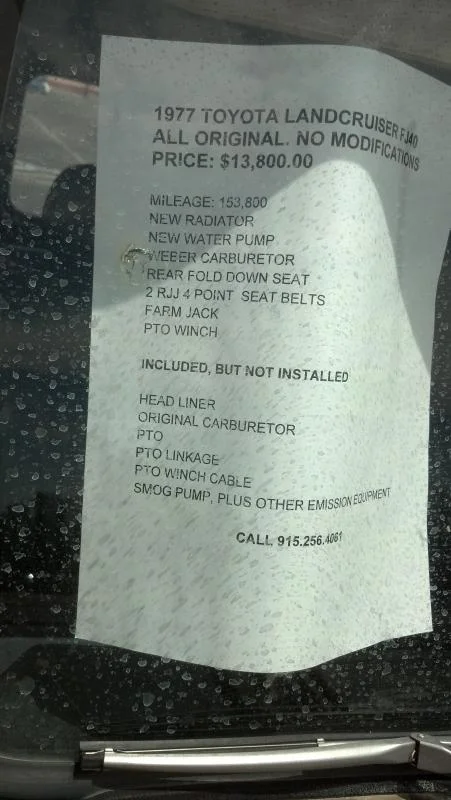 1977 TOYOTA LANDCRUISER FJ40
ALL ORIGINAL. NO MODIFICATIONS
PRICE: $13,800.00
MILEAGE: 153,800
NEW RADIATOR
NEW WATER PUMP
WEBER CARBURETOR
REAR FOLD DOWN SEAT
2 RJJ 4 POINT SEAT BELTS
FARM JACK
PTO WINCH
INCLUDED, BUT NOT INSTALLED
HEAD LINER
ORIGINAL CARBURETOR
PTO
PTO LINKAGE
PTO WINCH CABLE
SMOG PUMP, PLUS OTHER EMISSION EQUIPMENT
CALL 915.256.4061